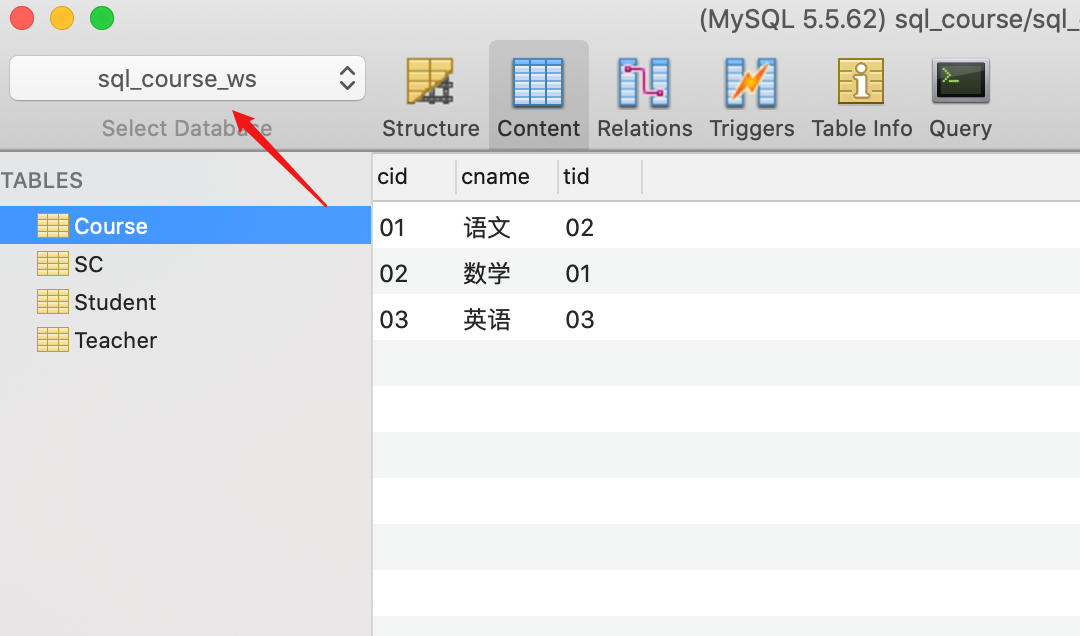 (MySQL 5.5.62) sql_course/sql_
sql_course_ws
Select Database
Structure Content Relations Triggers Table Info Query
TABLES
Course
SC
Student
Teacher
cid cname tid
01 语文 02
02 数学 01
03 英语 03